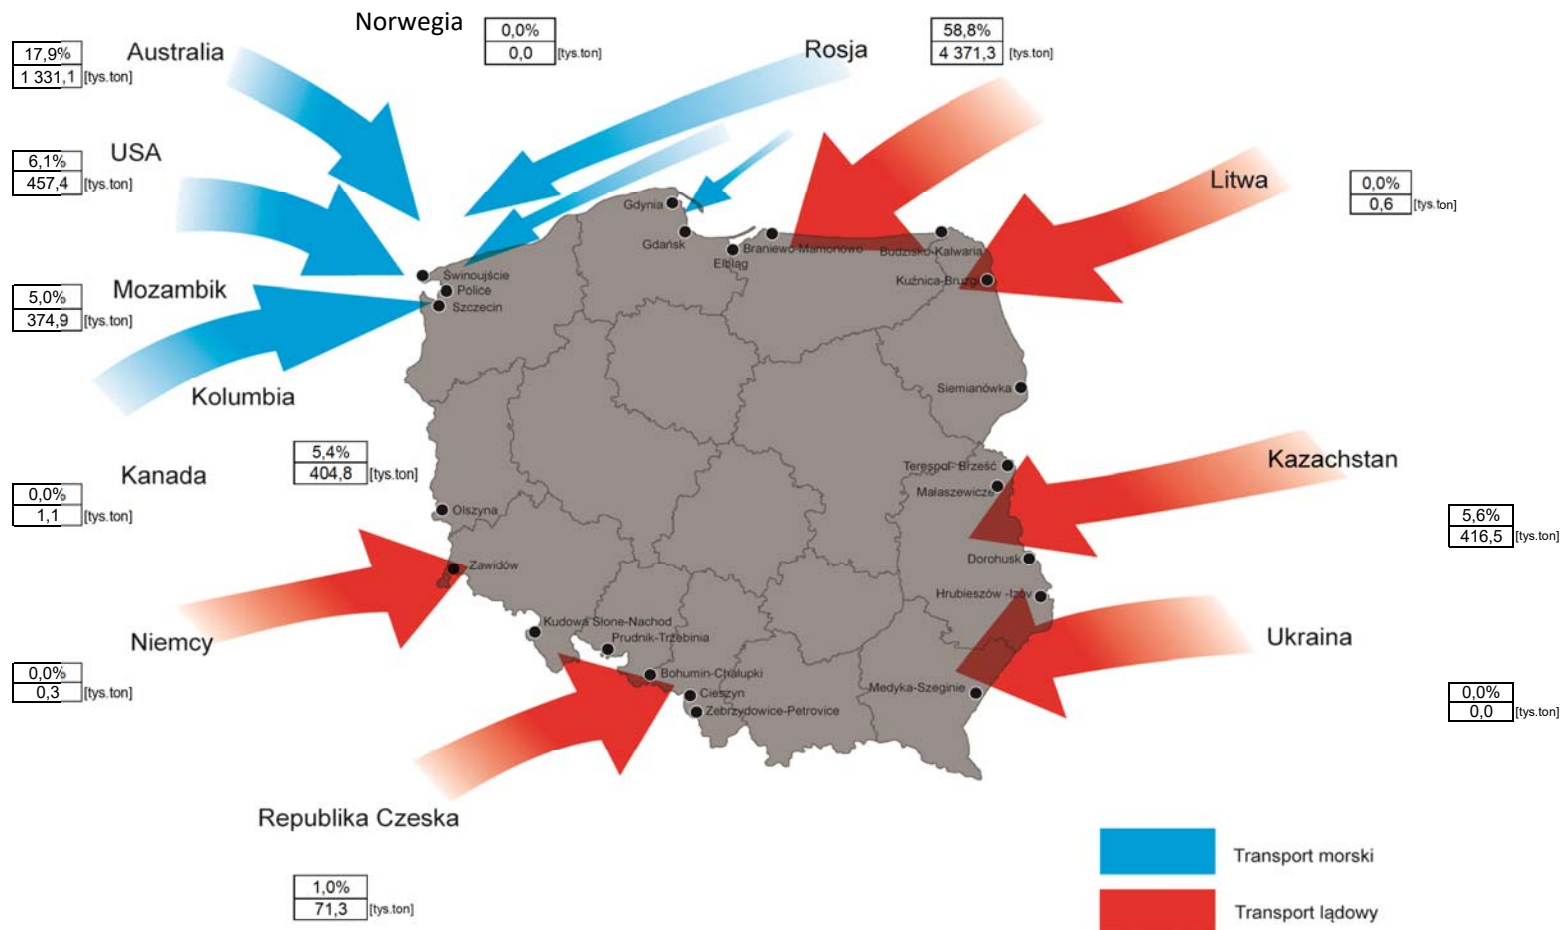 Norwegia
0,0%
0,0 [tys.ton]
Australia
17,9%
1 331,1 [tys.ton]
Rosja
58,8%
4 371,3 [tys.ton]
USA
6,1%
457,4 [tys.ton]
Litwa
0,0%
0,6 [tys.ton]
Mozambik
5,0%
374,9 [tys.ton]
Kolumbia
5,4%
404,8 [tys.ton]
Kanada
0,0%
1,1 [tys.ton]
Kazachstan
5,6%
416,5 [tys.ton]
Niemcy
0,0%
0,3 [tys.ton]
Ukraina
0,0%
0,0 [tys.ton]
Republika Czeska
1,0%
71,3 [tys.ton]
Gdynia
Gdańsk
Elbląg
Braniewo-Mamonowo
Budzisko-Kalwaria
Kuźnica-Bruzgi
Świnoujście
Police
Szczecin
Siemianówka
Terespol- Brześć
Małaszewicze
Olszyna
Zawidów
Dorohusk
Hrubieszów -Izov
Kudowa Słone-Nachod
Prudnik-Trzebinia
Bohumin-Chałupki
Cieszyn
Zebrzydowice-Petrovice
Medyka-Szeginie
Transport morski
Transport lądowy